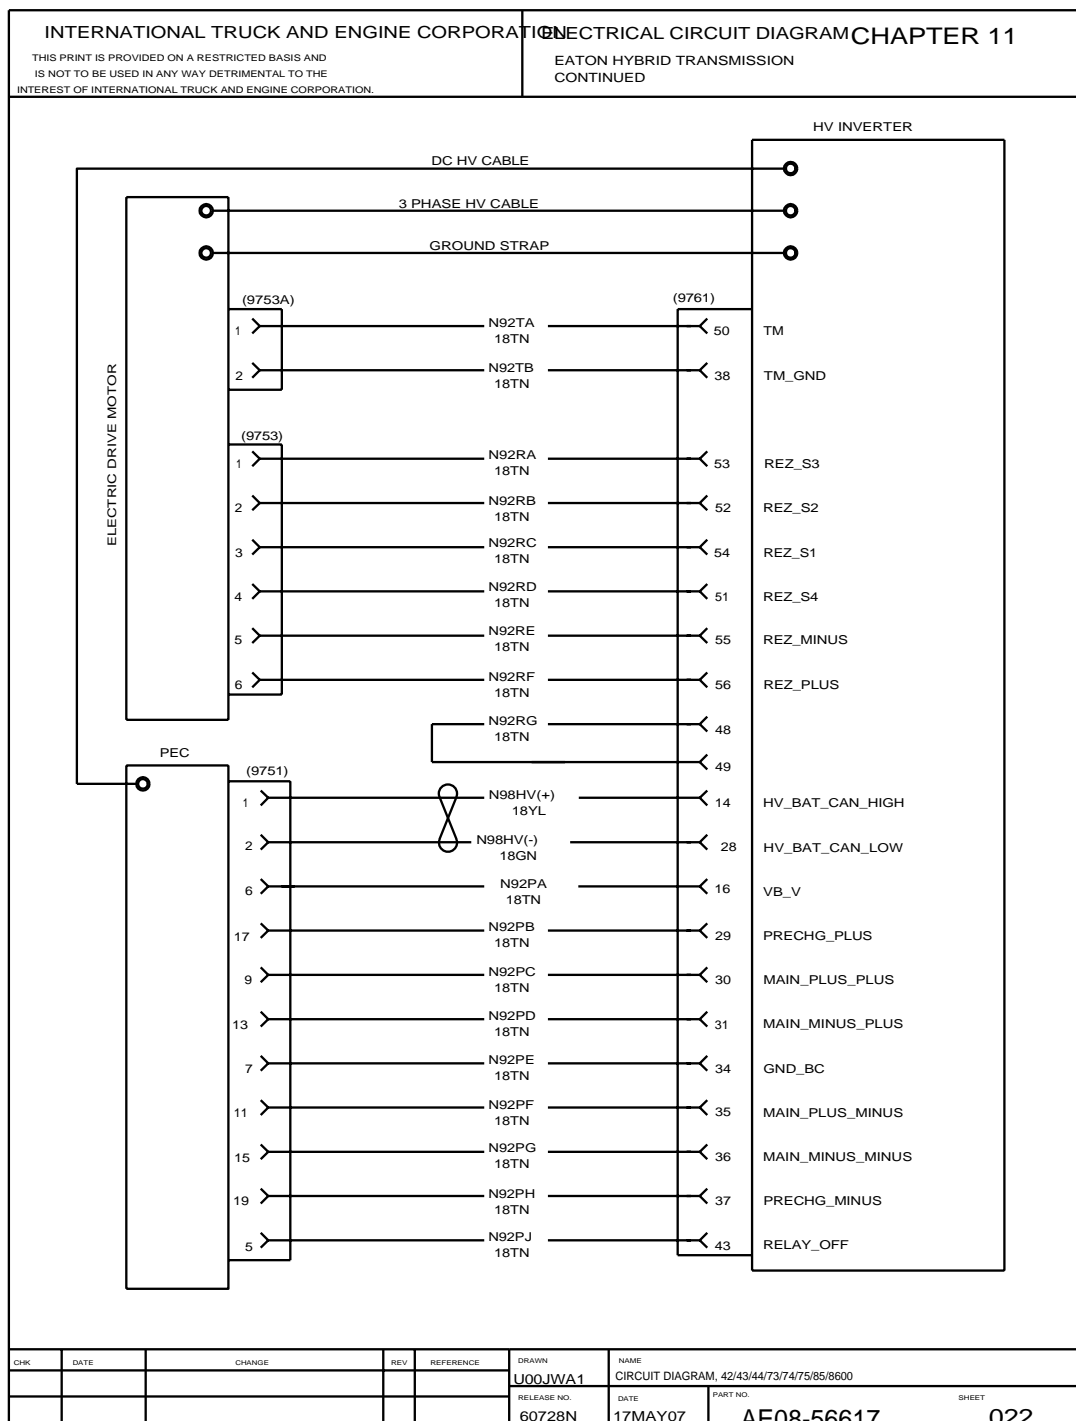 INTERNATIONAL TRUCK AND ENGINE CORPORATION
THIS PRINT IS PROVIDED ON A RESTRICTED BASIS AND
IS NOT TO BE USED IN ANY WAY DETRIMENTAL TO THE
INTEREST OF INTERNATIONAL TRUCK AND ENGINE CORPORATION.
ELECTRICAL CIRCUIT DIAGRAM CHAPTER 11
EATON HYBRID TRANSMISSION
CONTINUED
HV INVERTER
DC HV CABLE
3 PHASE HV CABLE
GROUND STRAP
(9753A) (9761)
1 N92TA 18TN 50 TM
2 N92TB 18TN 38 TM_GND
ELECTRIC DRIVE MOTOR
(9753)
1 N92RA 18TN 53 REZ_S3
2 N92RB 18TN 52 REZ_S2
3 N92RC 18TN 54 REZ_S1
4 N92RD 18TN 51 REZ_S4
5 N92RE 18TN 55 REZ_MINUS
6 N92RF 18TN 56 REZ_PLUS
N92RG 18TN 48
49
PEC
(9751)
1 N98HV(+) 18YL 14 HV_BAT_CAN_HIGH
2 N98HV(-) 18GN 28 HV_BAT_CAN_LOW
6 N92PA 18TN 16 VB_V
17 N92PB 18TN 29 PRECHG_PLUS
9 N92PC 18TN 30 MAIN_PLUS_PLUS
13 N92PD 18TN 31 MAIN_MINUS_PLUS
7 N92PE 18TN 34 GND_BC
11 N92PF 18TN 35 MAIN_PLUS_MINUS
15 N92PG 18TN 36 MAIN_MINUS_MINUS
19 N92PH 18TN 37 PRECHG_MINUS
5 N92PJ 18TN 43 RELAY_OFF
CHK DATE CHANGE REV REFERENCE
DRAWN
U00JWA1
NAME
CIRCUIT DIAGRAM, 42/43/44/73/74/75/85/8600
RELEASE NO.
60728N
DATE
17MAY07
PART NO.
AE08-56617
SHEET
022